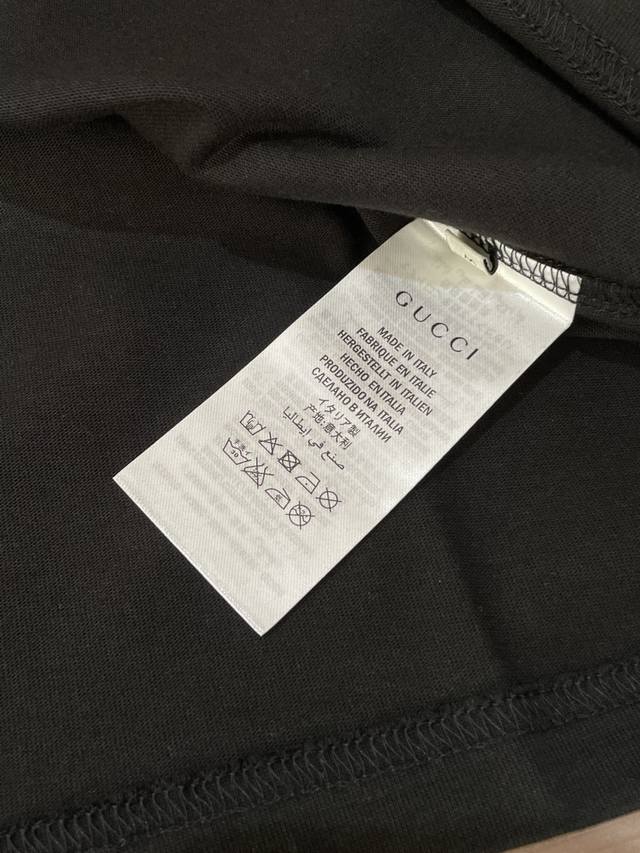 GUCCI
MADE IN ITALY
FABRIQUE EN ITALIE
HERGESTELLT IN ITALIEN
HECHO EN ITALIA
PRODUZIDO NA ITALIA
СДЕЛАНО В ИТАЛИИ
イタリア製
产地:意大利
صنع في إيطاليا